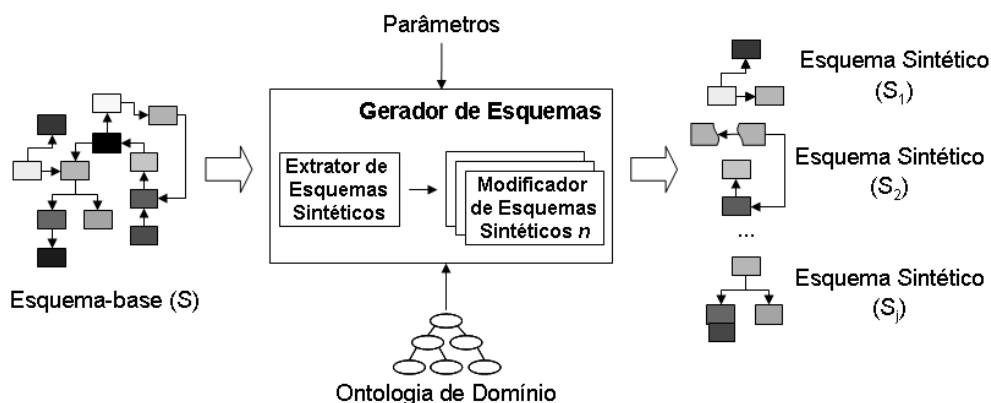 Parâmetros
Esquema-base (S)
Gerador de Esquemas
Extrator de
Esquemas
Sintéticos
Modificador
de Esquemas
Sintéticos n
Ontologia de Domínio
Esquema Sintético
(S1)
Esquema Sintético
(S2)
...
Esquema Sintético
(Sj)